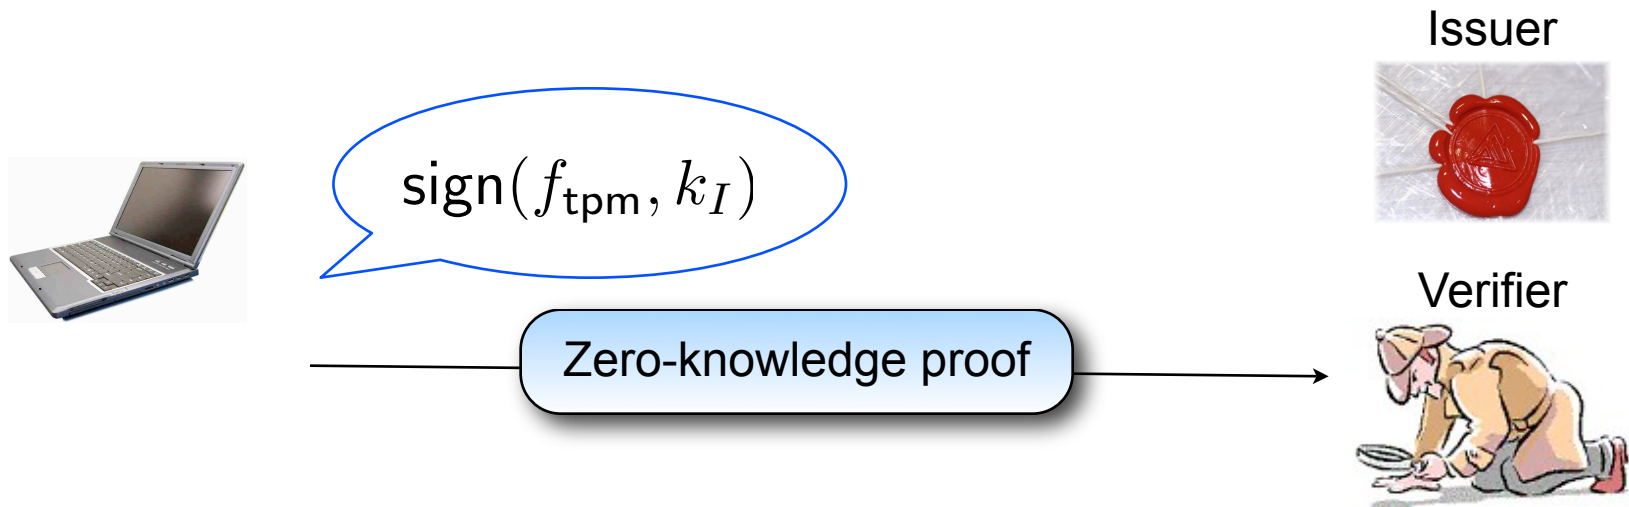 Issuer
sign(f_tpm, k_I)
Verifier
Zero-knowledge proof